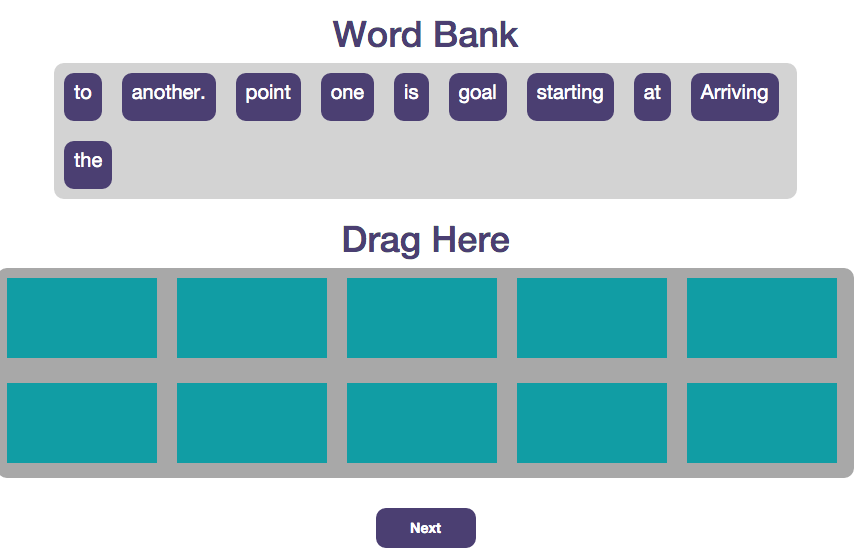 Word Bank
to another. point one is goal starting at Arriving
the
Drag Here
Next